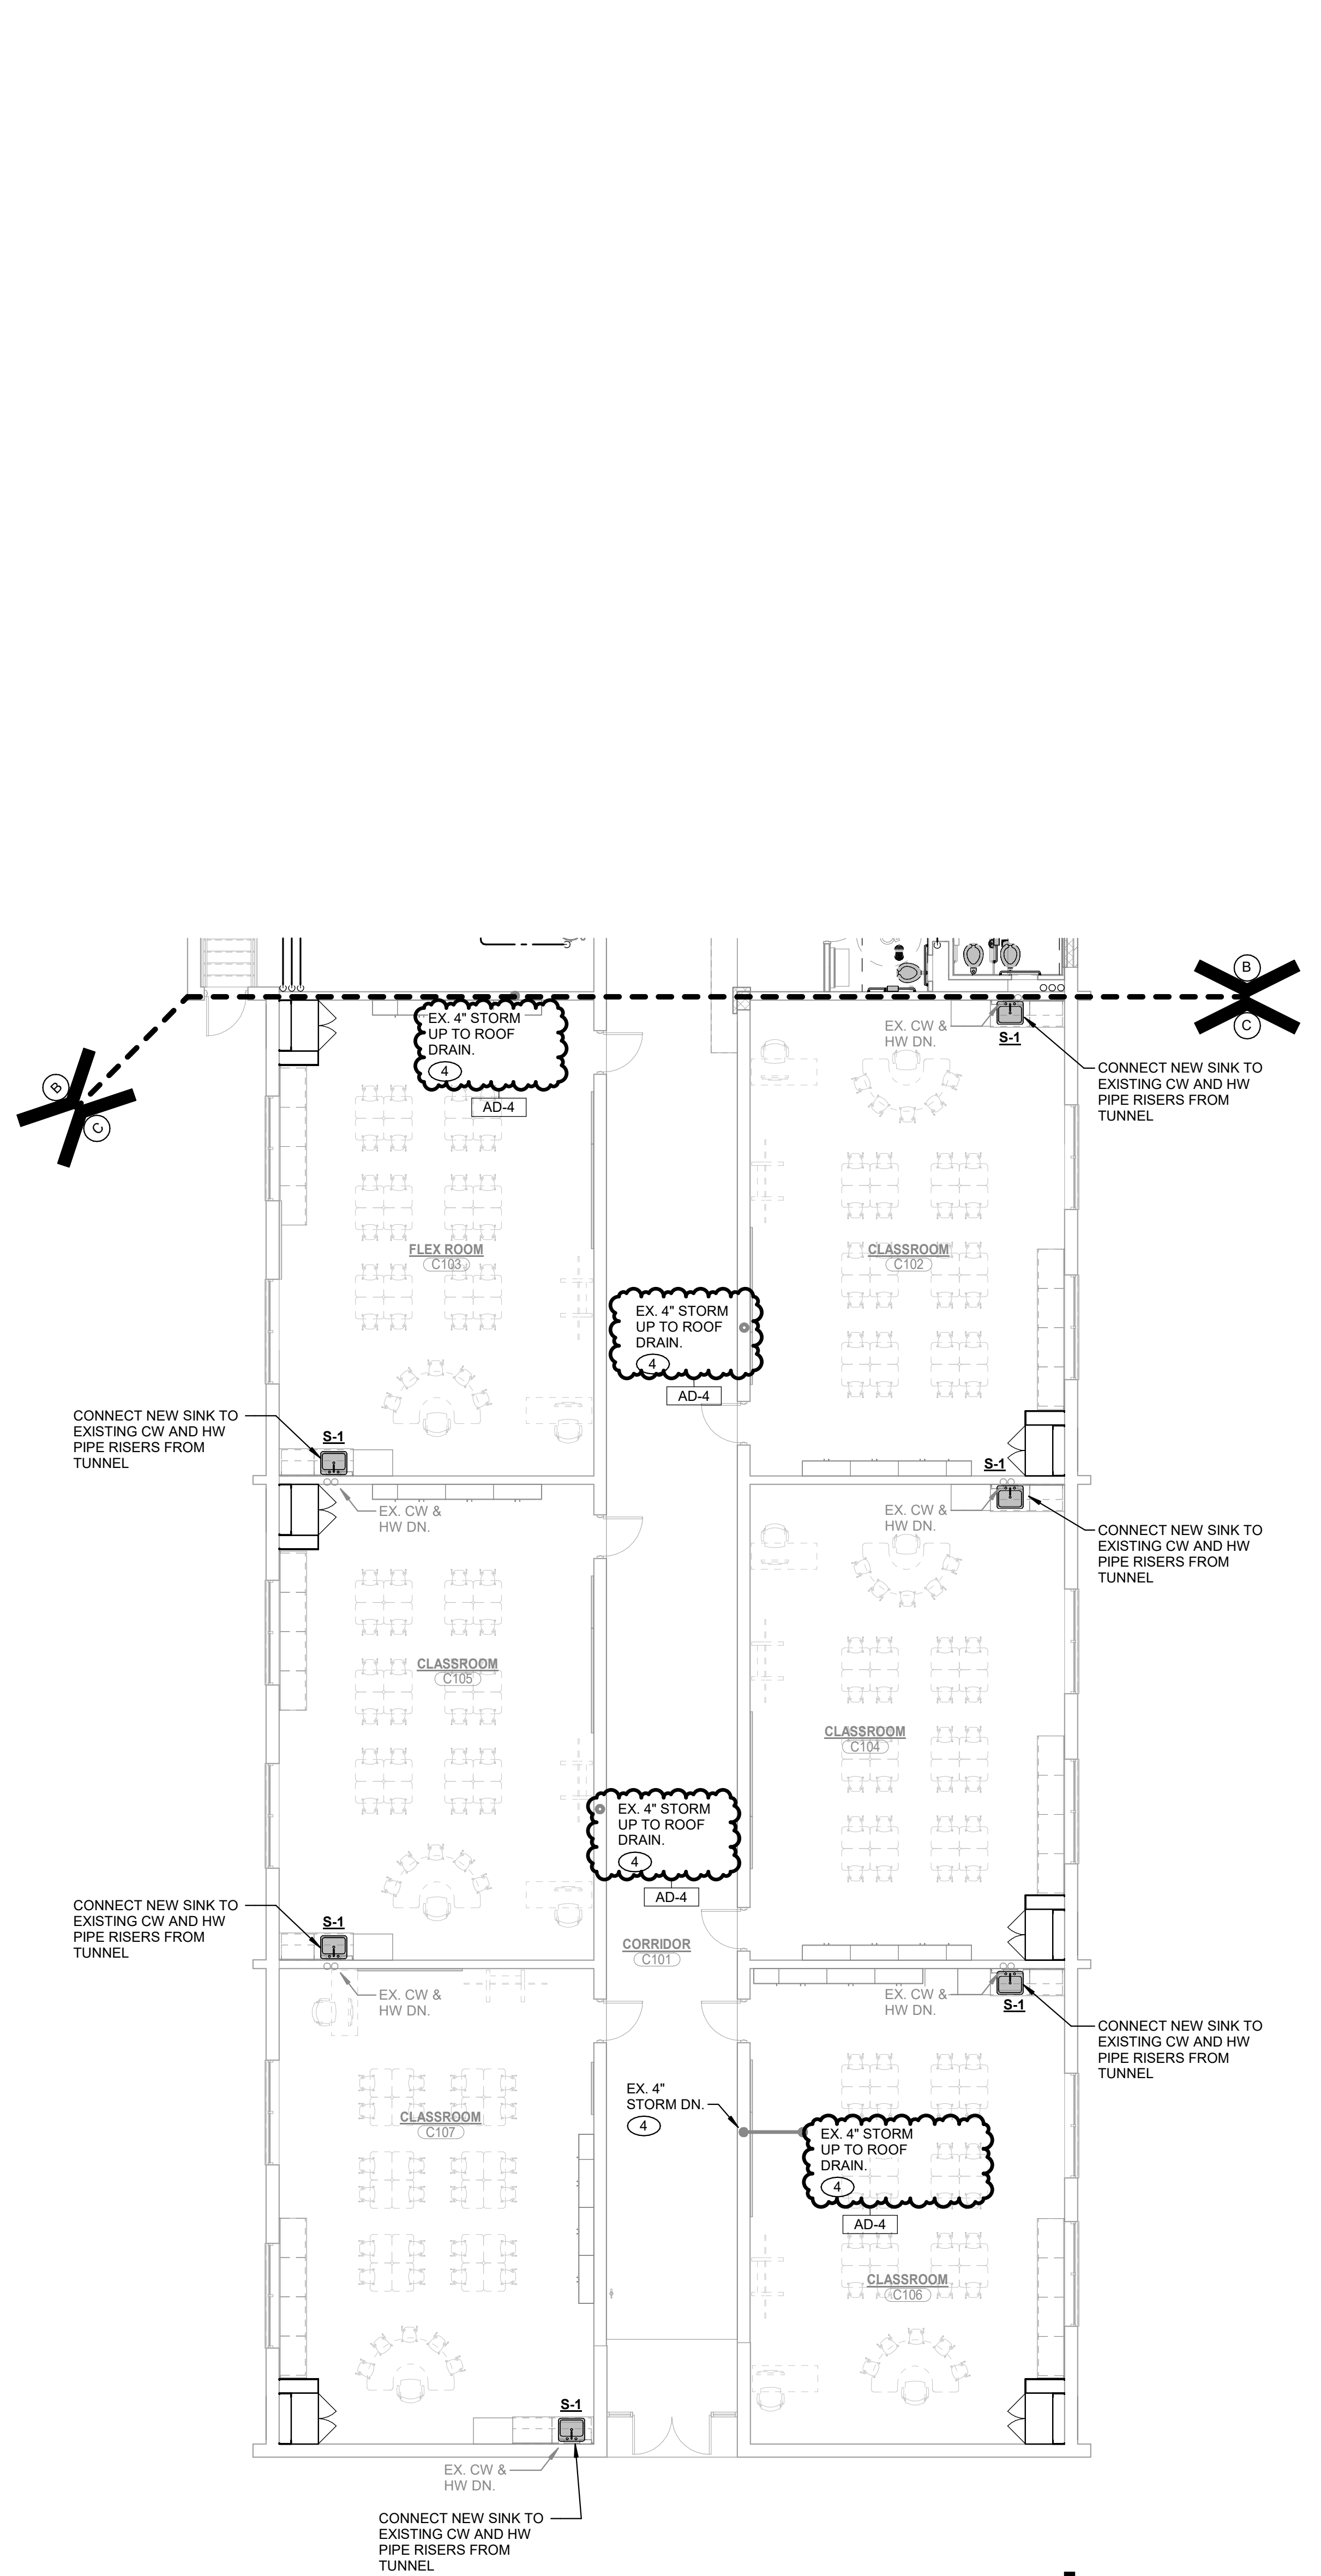 B
C
B
C
EX. 4" STORM
UP TO ROOF
DRAIN.
4
AD-4
EX. CW &
HW DN.
S-1
CONNECT NEW SINK TO
EXISTING CW AND HW
PIPE RISERS FROM
TUNNEL
FLEX ROOM
C103
CLASSROOM
C102
EX. 4" STORM
UP TO ROOF
DRAIN.
4
AD-4
CONNECT NEW SINK TO
EXISTING CW AND HW
PIPE RISERS FROM
TUNNEL
S-1
EX. CW &
HW DN.
S-1
EX. CW &
HW DN.
CONNECT NEW SINK TO
EXISTING CW AND HW
PIPE RISERS FROM
TUNNEL
CLASSROOM
C105
CLASSROOM
C104
EX. 4" STORM
UP TO ROOF
DRAIN.
4
AD-4
CONNECT NEW SINK TO
EXISTING CW AND HW
PIPE RISERS FROM
TUNNEL
S-1
EX. CW &
HW DN.
CORRIDOR
C101
EX. CW &
HW DN.
S-1
CONNECT NEW SINK TO
EXISTING CW AND HW
PIPE RISERS FROM
TUNNEL
EX. 4"
STORM DN.
4
CLASSROOM
C107
EX. 4" STORM
UP TO ROOF
DRAIN.
4
AD-4
CLASSROOM
C106
S-1
EX. CW &
HW DN.
CONNECT NEW SINK TO
EXISTING CW AND HW
PIPE RISERS FROM
TUNNEL